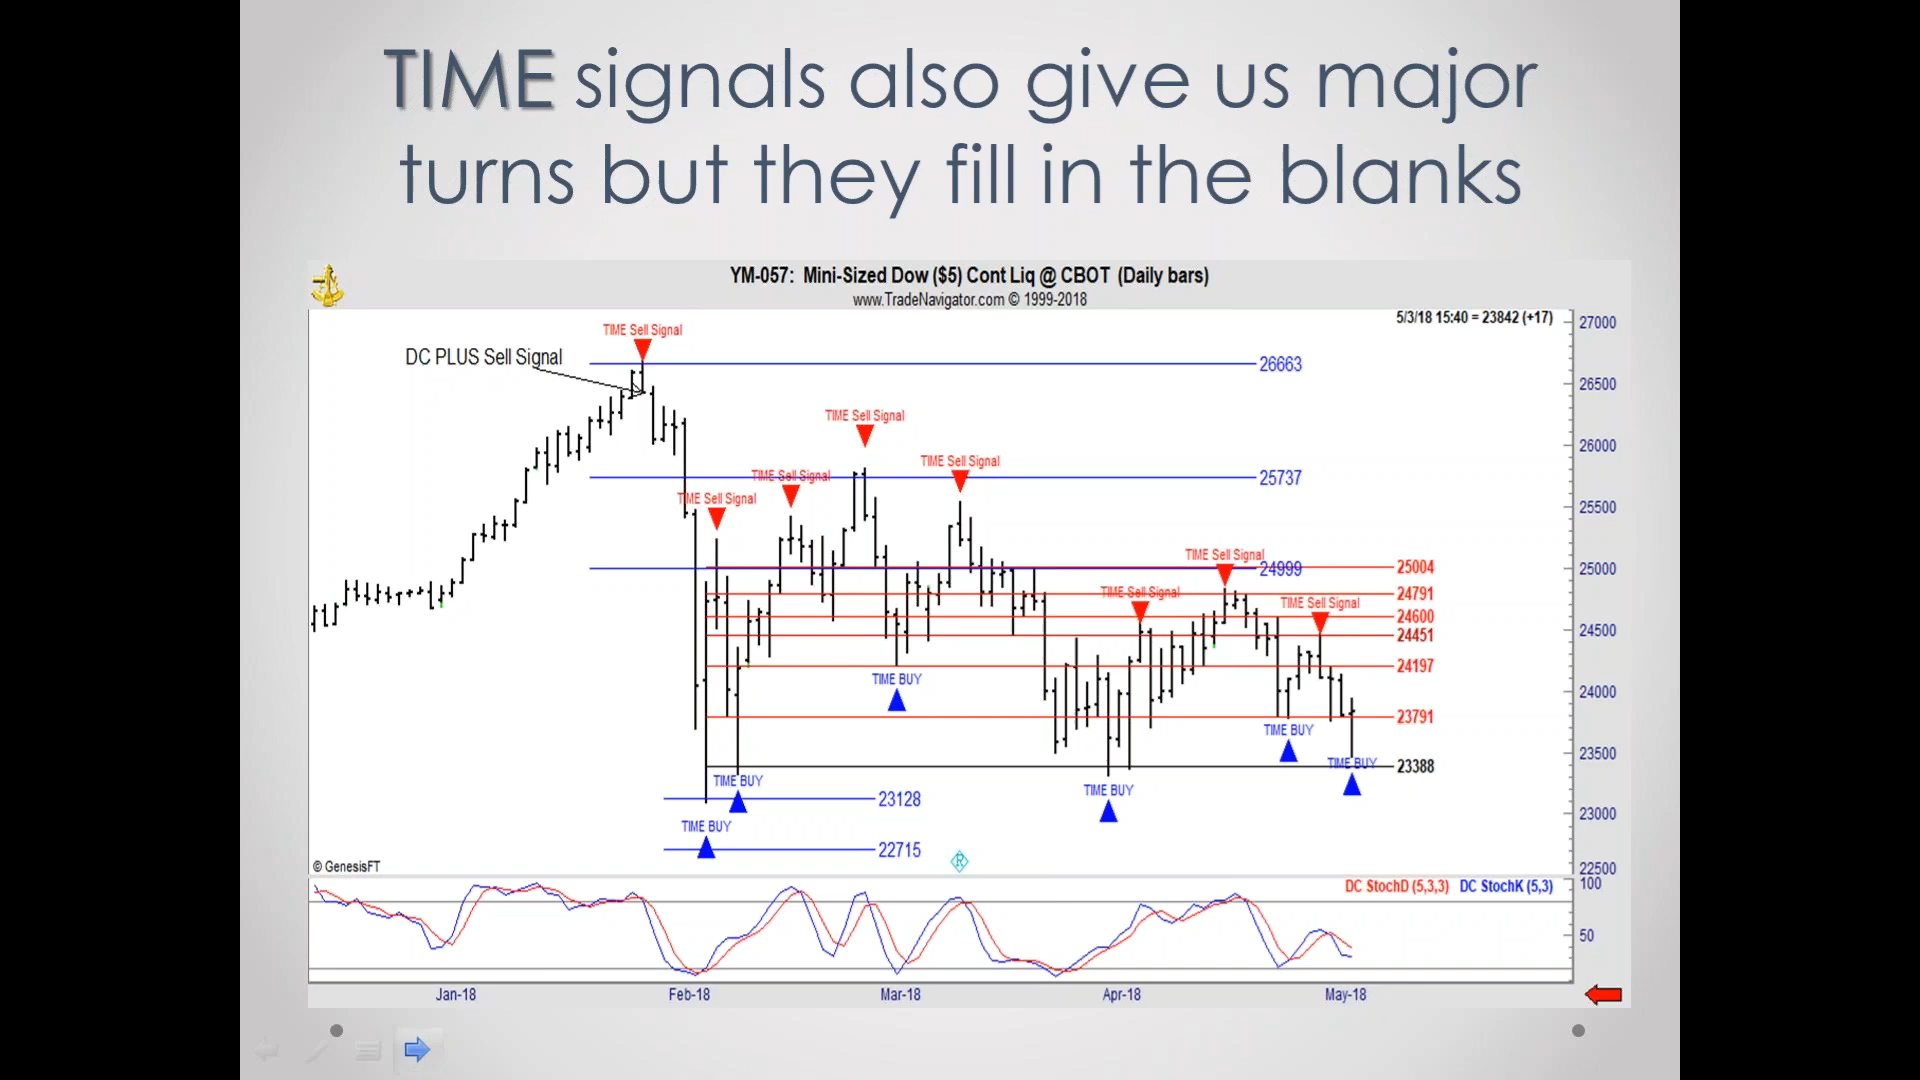 TIME signals also give us major
turns but they fill in the blanks
YM-057: Mini-Sized Dow ($5) Cont Liq @ CBOT (Daily bars)
www.TradeNavigator.com © 1999-2018
5/3/18 15:40 = 23842 (+17)
27000
TIME Sell Signal
DC PLUS Sell Signal
26663
26500
TIME Sell Signal
26000
TIME Sell Signal
TIME Sell Signal
25737
TIME Sell Signal
25500
TIME Sell Signal
24999
25004
25000
TIME Sell Signal
24791
TIME Sell Signal
24600
24451
24500
24197
TIME BUY
24000
23791
TIME BUY
23500
TIME BUY
23388
TIME BUY
TIME BUY
23128
23000
TIME BUY
22715
R
© GenesisFT
22500
DC StochD (5,3,3) DC StochK (5,3)
100
50
Jan-18 Feb-18 Mar-18 Apr-18 May-18